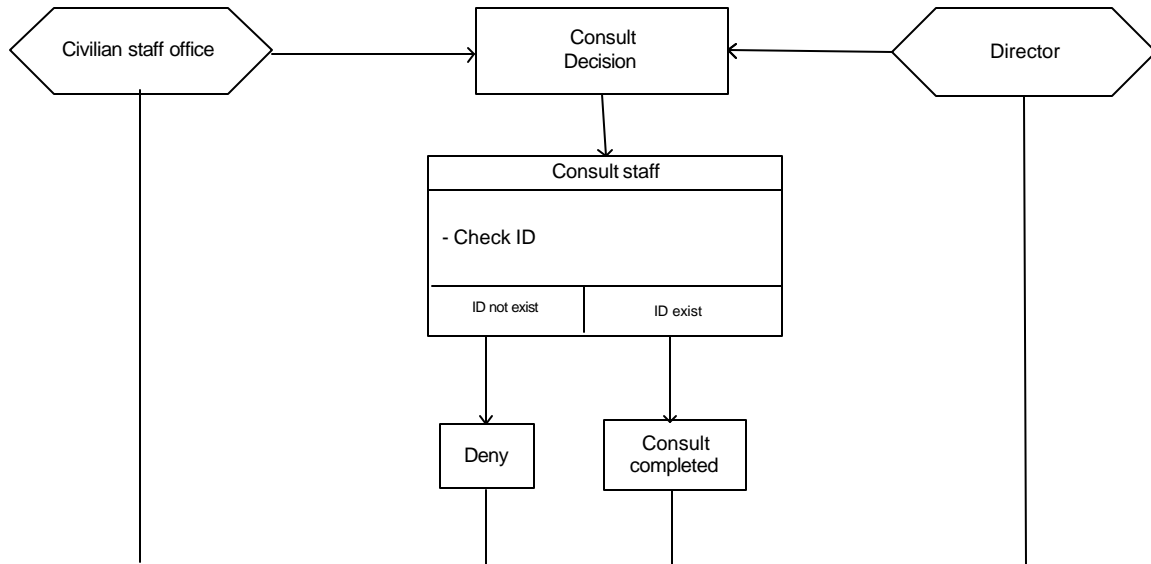 Civilian staff office
Consult
Decision
Director
Consult staff
- Check ID
ID not exist
ID exist
Deny
Consult
completed